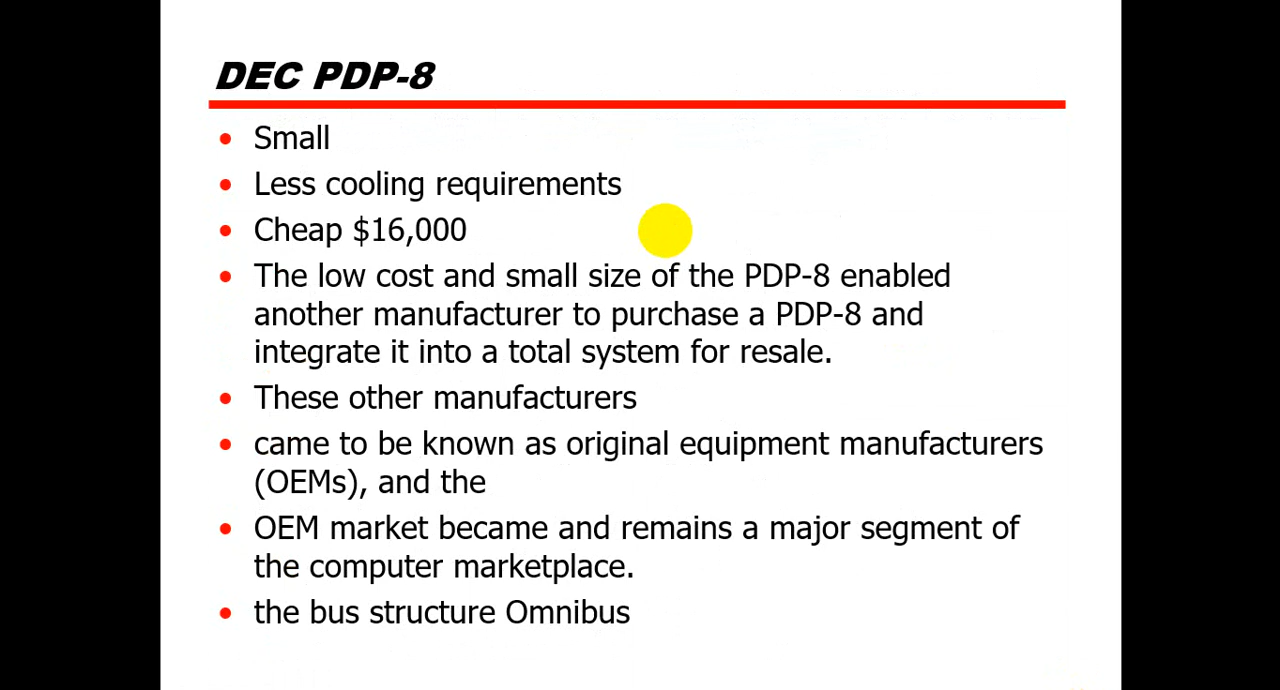 DEC PDP-8
• Small
• Less cooling requirements
• Cheap $16,000
• The low cost and small size of the PDP-8 enabled
another manufacturer to purchase a PDP-8 and
integrate it into a total system for resale.
• These other manufacturers
• came to be known as original equipment manufacturers
(OEMs), and the
• OEM market became and remains a major segment of
the computer marketplace.
• the bus structure Omnibus